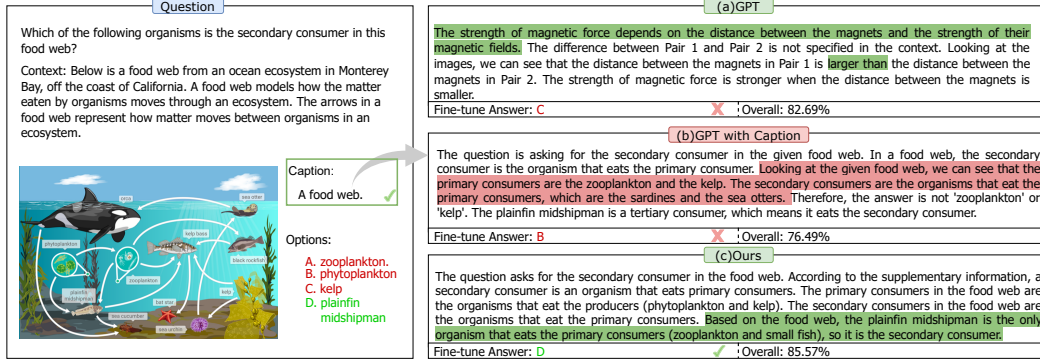 Question
Which of the following organisms is the secondary consumer in this
food web?
Context: Below is a food web from an ocean ecosystem in Monterey
Bay, off the coast of California. A food web models how the matter
eaten by organisms moves through an ecosystem. The arrows in a
food web represent how matter moves between organisms in an
ecosystem.
orca
sea otter
phytoplankton
kelp bass
black rockfish
zooplankton
plainfin
midshipman
kelp
bat star
sea cucumber
sea urchin
Caption:
A food web.
Options:
A. zooplankton.
B. phytoplankton
C. kelp
D. plainfin
midshipman
(a)GPT
The strength of magnetic force depends on the distance between the magnets and the strength of their
magnetic fields. The difference between Pair 1 and Pair 2 is not specified in the context. Looking at the
images, we can see that the distance between the magnets in Pair 1 is larger than the distance between the
magnets in Pair 2. The strength of magnetic force is stronger when the distance between the magnets is
smaller.
Fine-tune Answer: C
Overall: 82.69%
(b)GPT with Caption
The question is asking for the secondary consumer in the given food web. In a food web, the secondary
consumer is the organism that eats the primary consumer. Looking at the given food web, we can see that the
primary consumers are the zooplankton and the kelp. The secondary consumers are the organisms that eat the
primary consumers, which are the sardines and the sea otters. Therefore, the answer is not 'zooplankton' or
'kelp'. The plainfin midshipman is a tertiary consumer, which means it eats the secondary consumer.
Fine-tune Answer: B
Overall: 76.49%
(c)Ours
The question asks for the secondary consumer in the food web. According to the supplementary information, a
secondary consumer is an organism that eats primary consumers. The primary consumers in the food web are
the organisms that eat the producers (phytoplankton and kelp). The secondary consumers in the food web are
the organisms that eat the primary consumers. Based on the food web, the plainfin midshipman is the only
organism that eats the primary consumers (zooplankton and small fish), so it is the secondary consumer.
Fine-tune Answer: D
Overall: 85.57%